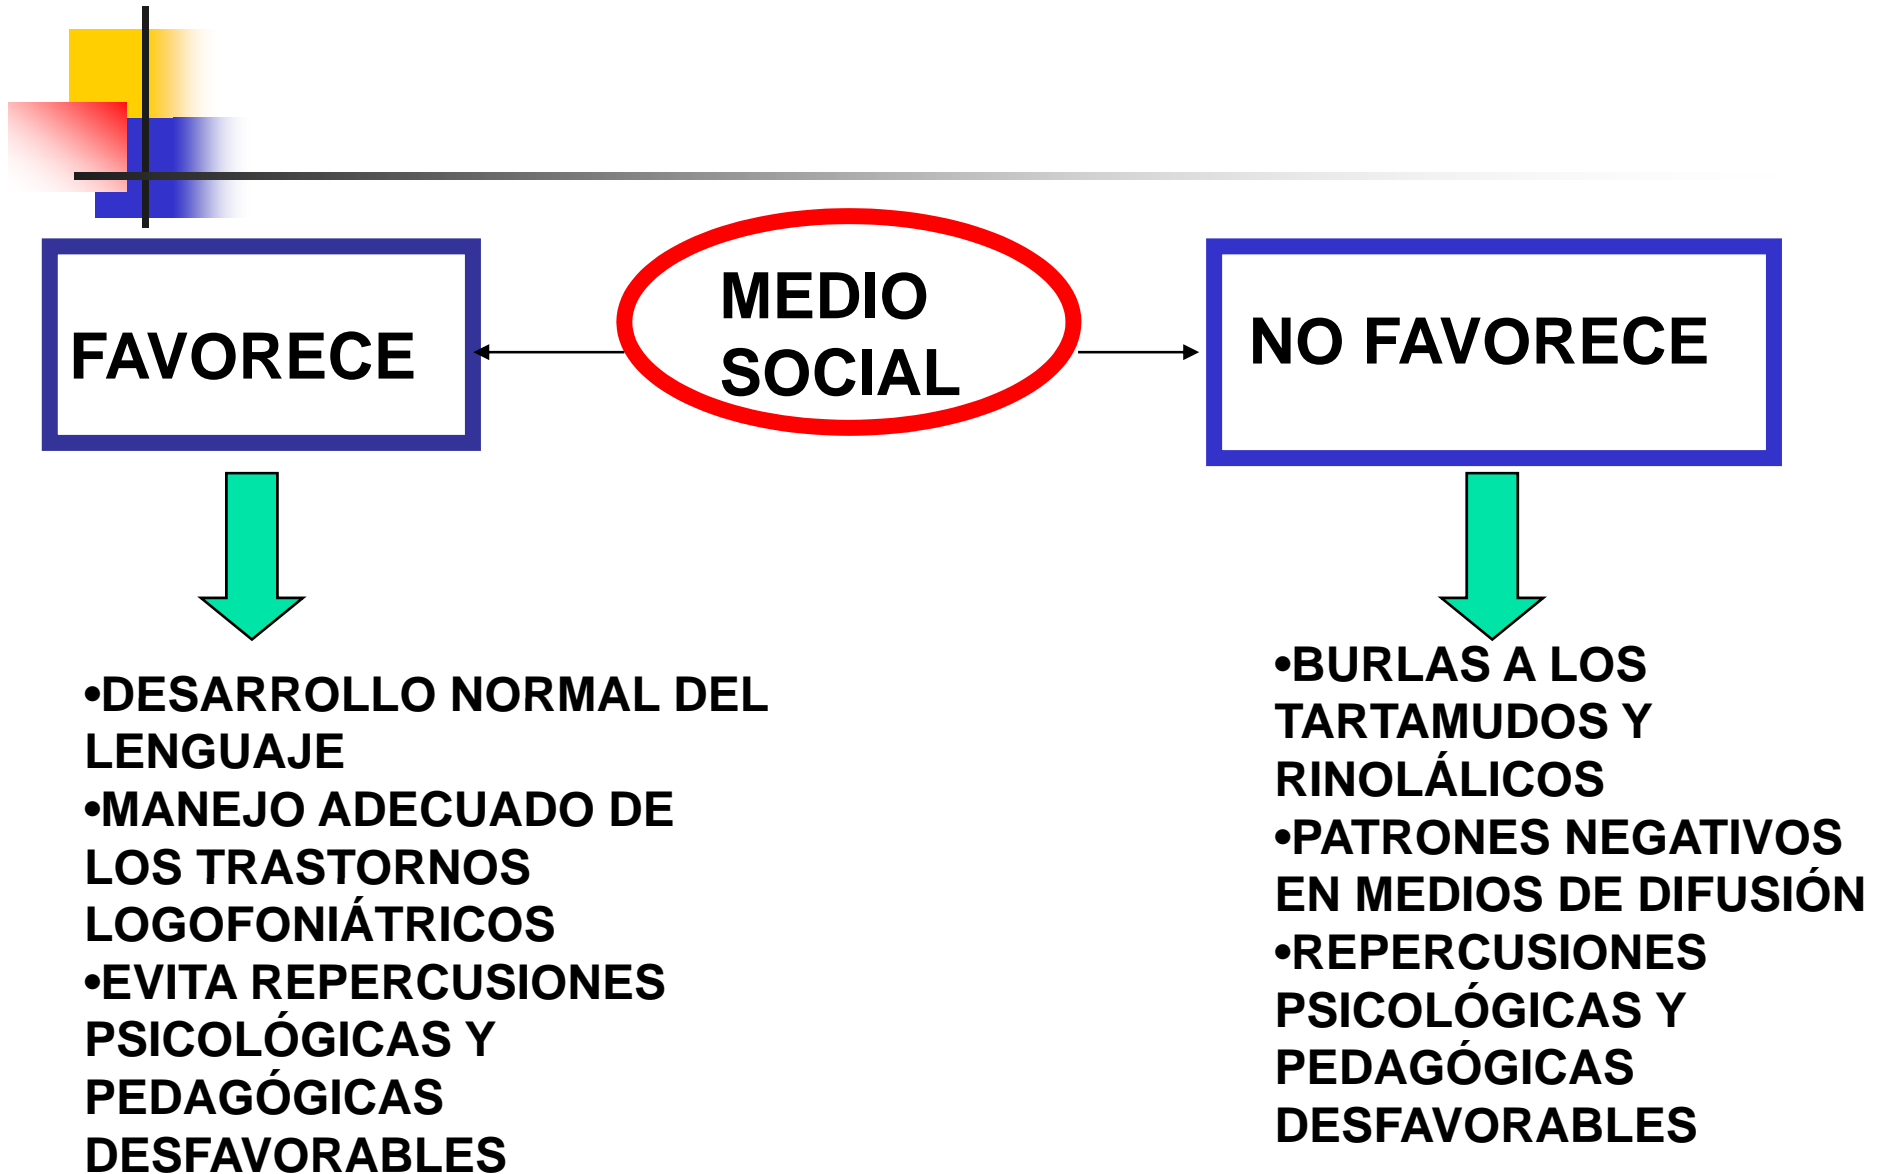 MEDIO
SOCIAL
FAVORECE
NO FAVORECE
•DESARROLLO NORMAL DEL
LENGUAJE
•MANEJO ADECUADO DE
LOS TRASTORNOS
LOGOFONIÁTRICOS
•EVITA REPERCUSIONES
PSICOLÓGICAS Y
PEDAGÓGICAS
DESFAVORABLES
•BURLAS A LOS
TARTAMUDOS Y
RINOLÁLICOS
•PATRONES NEGATIVOS
EN MEDIOS DE DIFUSIÓN
•REPERCUSIONES
PSICOLÓGICAS Y
PEDAGÓGICAS
DESFAVORABLES